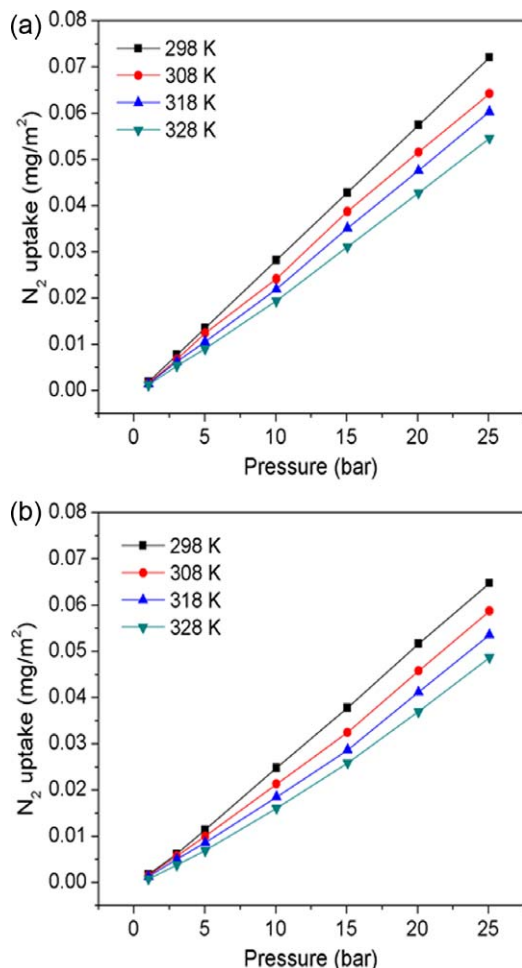 (a)
0.08
0.07
0.06
0.05
0.04
0.03
0.02
0.01
0.00
N₂ uptake (mg/m²)
298 K
308 K
318 K
328 K
0 5 10 15 20 25
Pressure (bar)
(b)
0.08
0.07
0.06
0.05
0.04
0.03
0.02
0.01
0.00
N₂ uptake (mg/m²)
298 K
308 K
318 K
328 K
0 5 10 15 20 25
Pressure (bar)